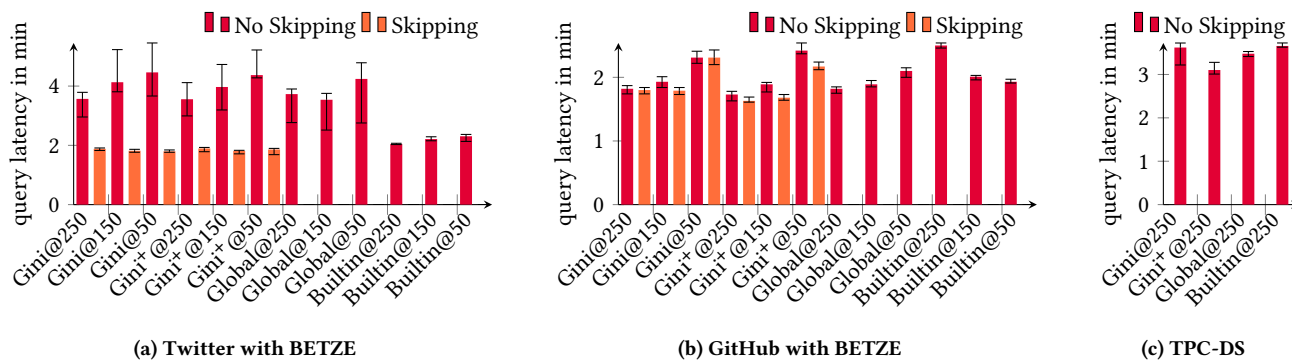 No Skipping Skipping
query latency in min
4
2
0
Gini@250
Gini@150
Gini@50
Gini⁺@250
Gini⁺@150
Gini⁺@50
Global@250
Global@150
Global@50
Builtin@250
Builtin@150
Builtin@50
(a) Twitter with BETZE
No Skipping Skipping
query latency in min
2
1
0
Gini@250
Gini@150
Gini@50
Gini⁺@250
Gini⁺@150
Gini⁺@50
Global@250
Global@150
Global@50
Builtin@250
Builtin@150
Builtin@50
(b) GitHub with BETZE
No Skipping
query latency in min
3
2
1
0
Gini@250
Gini⁺@250
Global@250
Builtin@250
(c) TPC-DS